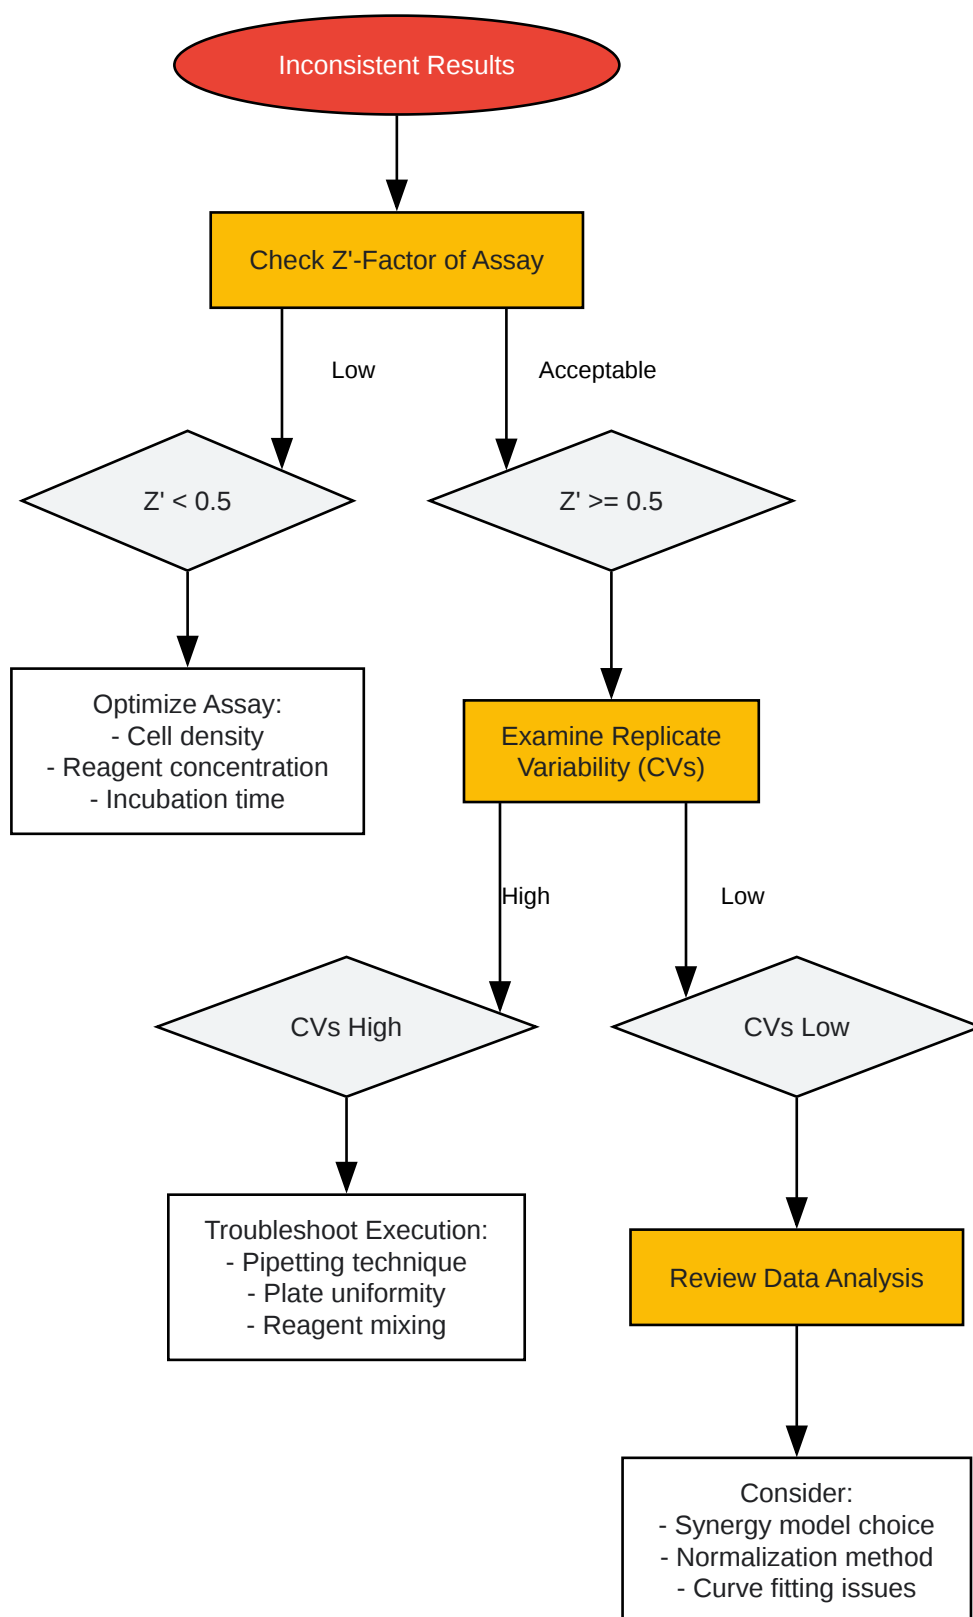 Inconsistent Results
Check Z'-Factor of Assay
Low
Acceptable
Z' < 0.5
Z' >= 0.5
Optimize Assay:
- Cell density
- Reagent concentration
- Incubation time
Examine Replicate
Variability (CVs)
High
Low
CVs High
CVs Low
Troubleshoot Execution:
- Pipetting technique
- Plate uniformity
- Reagent mixing
Review Data Analysis
Consider:
- Synergy model choice
- Normalization method
- Curve fitting issues